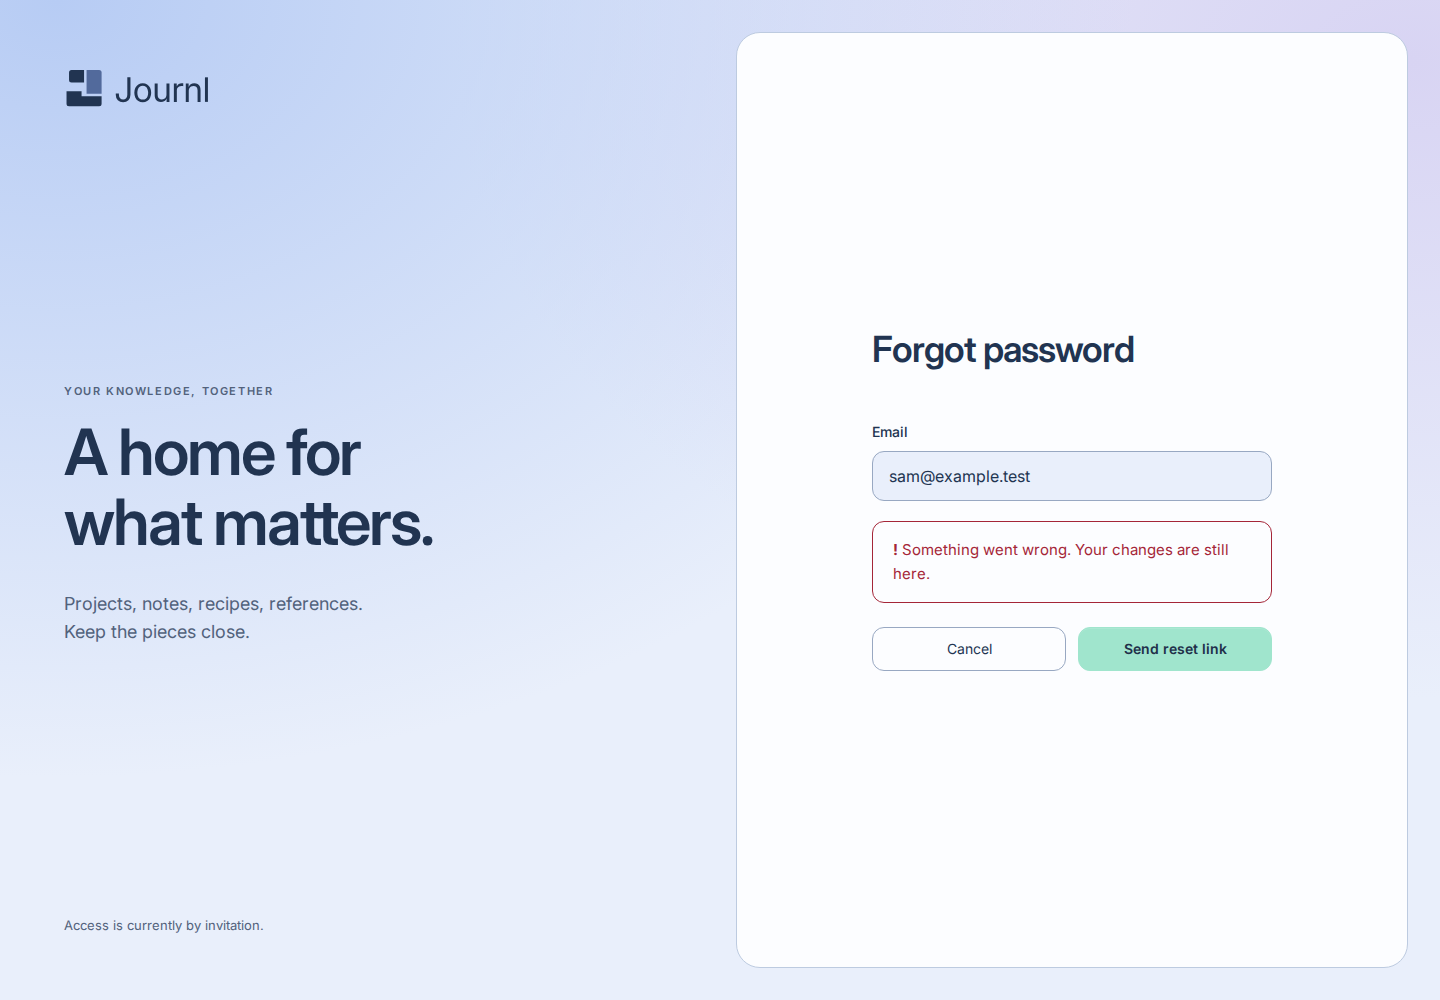 Journl
YOUR KNOWLEDGE, TOGETHER
A home for
what matters.
Projects, notes, recipes, references.
Keep the pieces close.
Access is currently by invitation.
Forgot password
Email
sam@example.test
! Something went wrong. Your changes are still
here.
Cancel
Send reset link